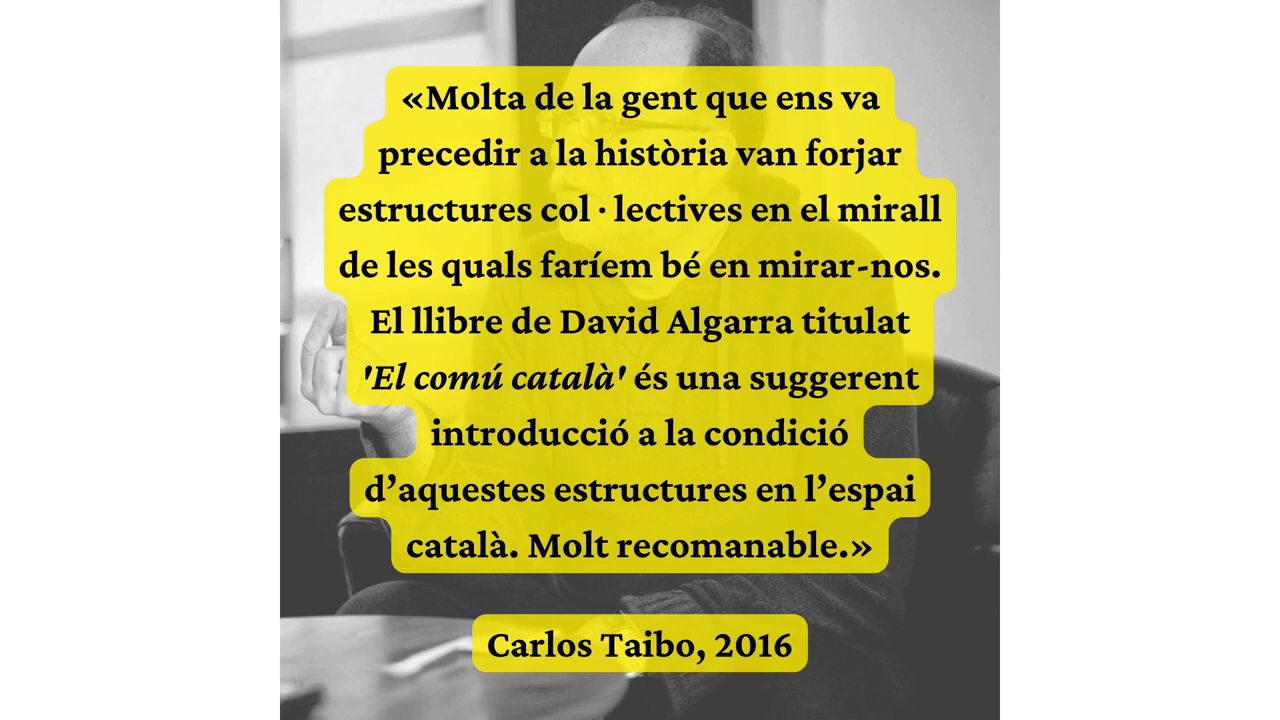 «Molta de la gent que ens va
precedir a la història van forjar
estructures col·lectives en el mirall
de les quals faríem bé en mirar-nos.
El llibre de David Algarra titulat
'El comú català' és una suggerent
introducció a la condició
d’aquestes estructures en l’espai
català. Molt recomanable.»
Carlos Taibo, 2016